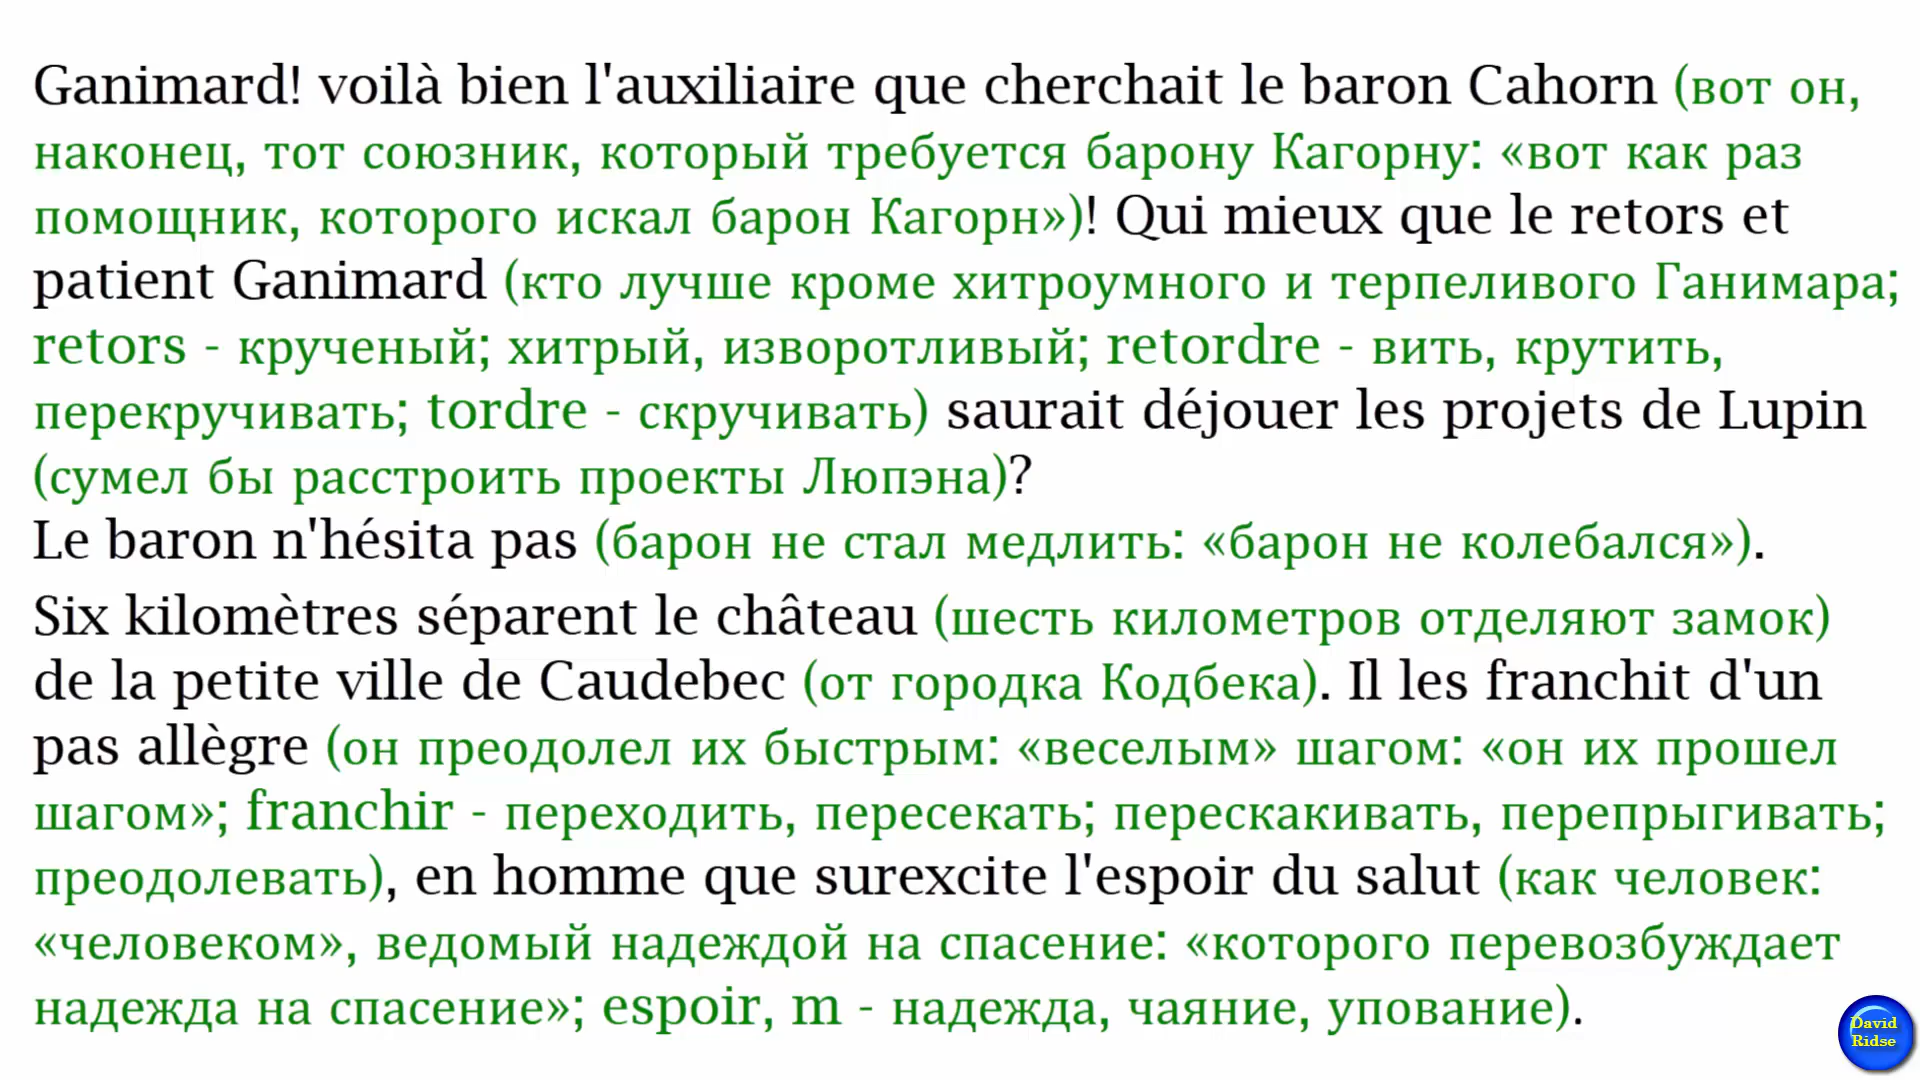 Ganimard! voilà bien l'auxiliaire que cherchait le baron Cahorn (вот он,
наконец, тот союзник, который требуется барону Кагорну: «вот как раз
помощник, которого искал барон Кагорн»)! Qui mieux que le retors et
patient Ganimard (кто лучше кроме хитроумного и терпеливого Ганимара;
retors - крученый; хитрый, изворотливый; retordre - вить, крутить,
перекручивать; tordre - скручивать) saurait déjouer les projets de Lupin
(сумел бы расстроить проекты Люпэна)?
Le baron n'hésita pas (барон не стал медлить: «барон не колебался»).
Six kilomètres séparent le château (шесть километров отделяют замок)
de la petite ville de Caudebec (от городка Кодбека). Il les franchit d'un
pas allègre (он преодолел их быстрым: «веселым» шагом: «он их прошел
шагом»; franchir - переходить, пересекать; перескакивать, перепрыгивать;
преодолевать), en homme que surexcite l'espoir du salut (как человек:
«человеком», ведомый надеждой на спасение: «которого перевозбуждает
надежда на спасение»; espoir, m - надежда, чаяние, упование).
David
Ridse